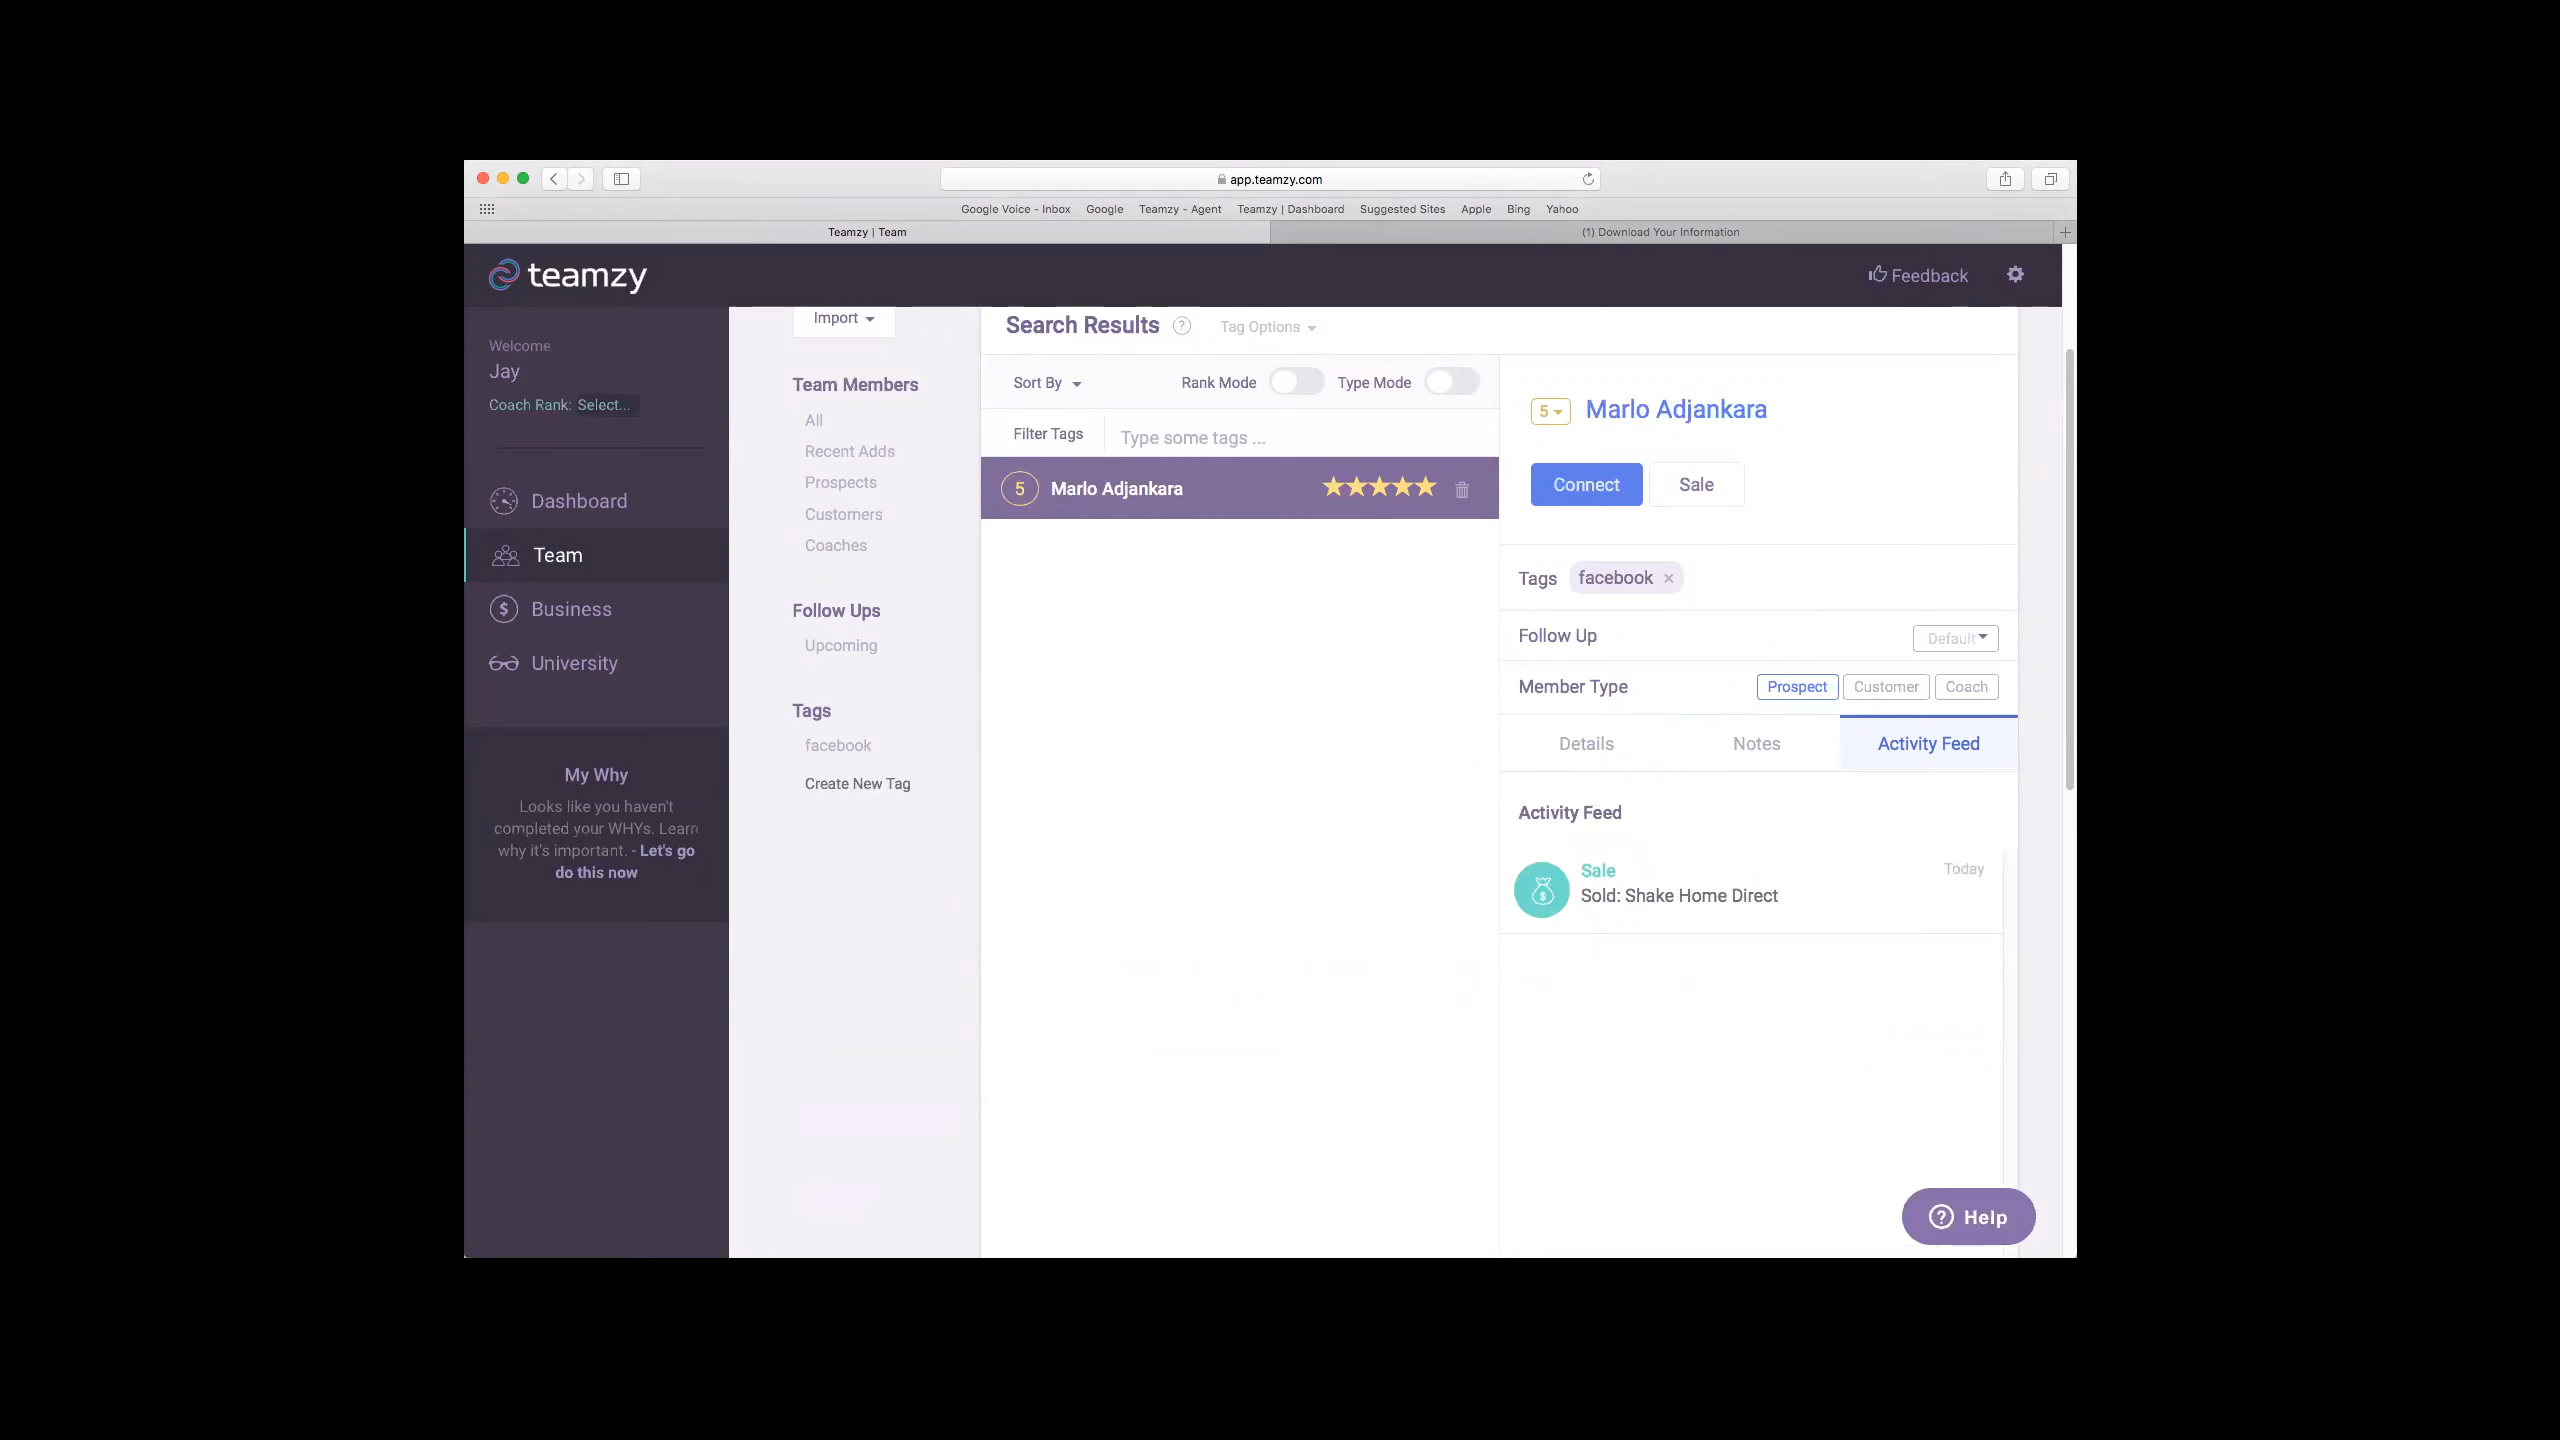 app.teamzy.com
Google Voice - Inbox Google Teamzy - Agent Teamzy | Dashboard Suggested Sites Apple Bing Yahoo
Teamzy | Team
(1) Download Your Information
teamzy
Feedback
Welcome
Jay
Coach Rank: Select...
Dashboard
Team
Business
University
My Why
Looks like you haven't
completed your WHYs. Learn
why it's important. - Let's go
do this now
Import
Team Members
All
Recent Adds
Prospects
Customers
Coaches
Follow Ups
Upcoming
Tags
facebook
Create New Tag
Search Results ? Tag Options
Sort By Rank Mode Type Mode
Filter Tags Type some tags ...
5 Marlo Adjankara
5 Marlo Adjankara
Connect Sale
Tags facebook ×
Follow Up Default
Member Type Prospect Customer Coach
Details Notes Activity Feed
Activity Feed
Sale Today
$ Sold: Shake Home Direct
? Help